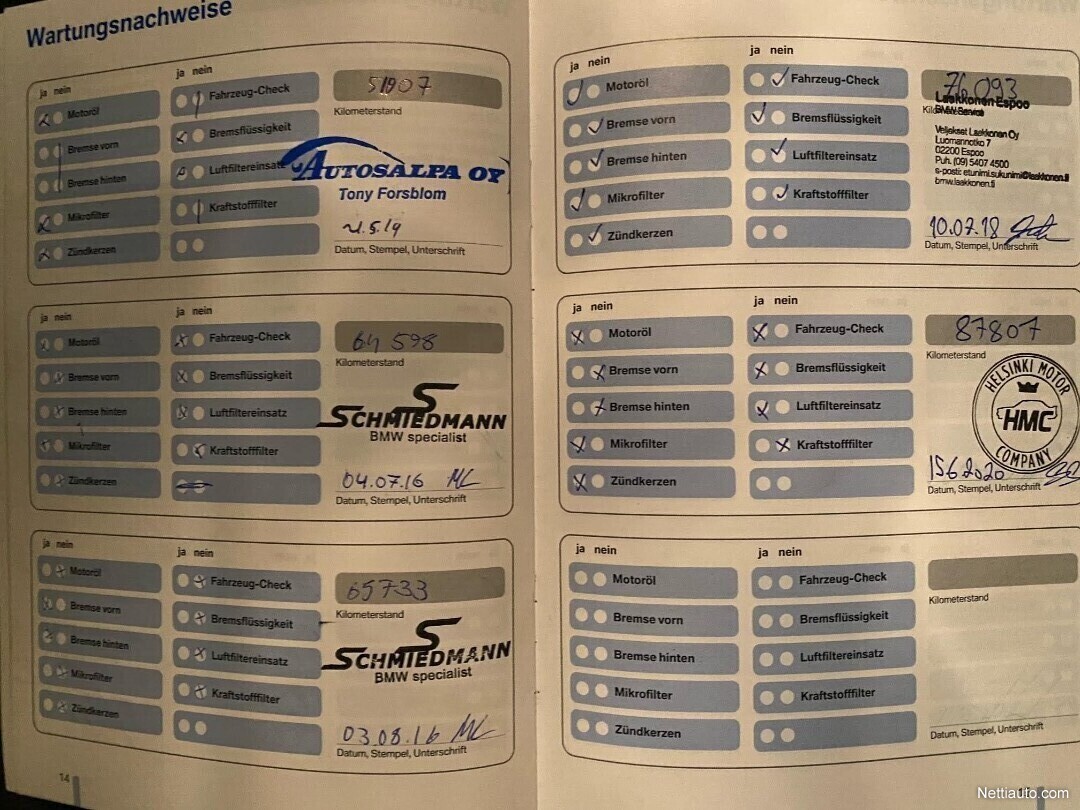 Wartungsnachweise
ja nein
Motoröl
Bremse vorn
Bremse hinten
Mikrofilter
Zündkerzen
ja nein
Fahrzeug-Check
Bremsflüssigkeit
Luftfiltereinsatz
Kraftstofffilter
51907
Kilometerstand
AUTOSALPA OY
Tony Forsblom
Datum, Stempel, Unterschrift
ja nein
Motoröl
Bremse vorn
Bremse hinten
Mikrofilter
Zündkerzen
ja nein
Fahrzeug-Check
Bremsflüssigkeit
Luftfiltereinsatz
Kraftstofffilter
64 598
Kilometerstand
SCHMIEDMANN
BMW specialist
04.07.16
Datum, Stempel, Unterschrift
ja nein
Motoröl
Bremse vorn
Bremse hinten
Mikrofilter
Zündkerzen
ja nein
Fahrzeug-Check
Bremsflüssigkeit
Luftfiltereinsatz
Kraftstofffilter
65733
Kilometerstand
SCHMIEDMANN
BMW specialist
03.08.16
Datum, Stempel, Unterschrift
14
ja nein
Motoröl
Bremse vorn
Bremse hinten
Mikrofilter
Zündkerzen
ja nein
Fahrzeug-Check
Bremsflüssigkeit
Luftfiltereinsatz
Kraftstofffilter
76093
Laakkonen Espoo
BMW Service
Veljekset Laakkonen Oy
Luomannotko 7
02200 Espoo
Puh. (09) 5407 4500
s-posti: etunimi.sukunimi@laakkonen.fi
bmw.laakkonen.fi
10.07.18
Datum, Stempel, Unterschrift
ja nein
Motoröl
Bremse vorn
Bremse hinten
Mikrofilter
Zündkerzen
ja nein
Fahrzeug-Check
Bremsflüssigkeit
Luftfiltereinsatz
Kraftstofffilter
87807
Kilometerstand
HELSINKI MOTOR
HMC
COMPANY
15.6.2020
Datum, Stempel, Unterschrift
ja nein
Motoröl
Bremse vorn
Bremse hinten
Mikrofilter
Zündkerzen
ja nein
Fahrzeug-Check
Bremsflüssigkeit
Luftfiltereinsatz
Kraftstofffilter
Kilometerstand
Datum, Stempel, Unterschrift
Nettiauto.com